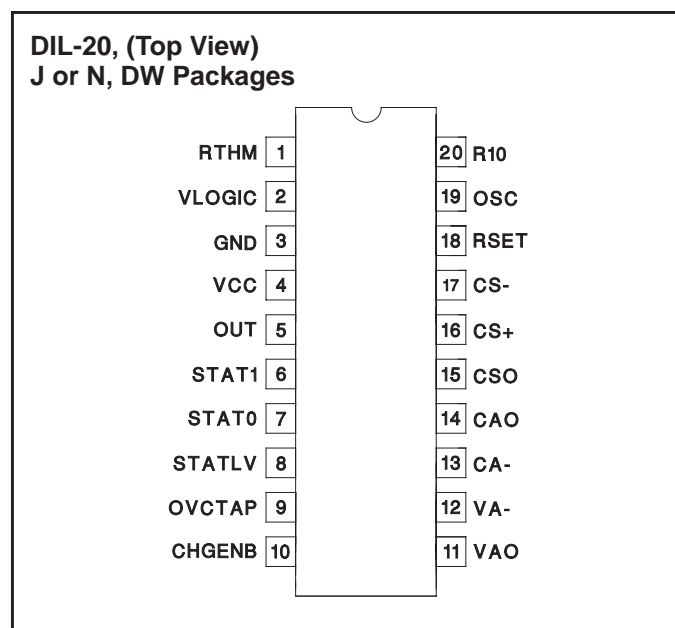 DIL-20, (Top View)
J or N, DW Packages
RTHM 1 20 R10
VLOGIC 2 19 OSC
GND 3 18 RSET
VCC 4 17 CS-
OUT 5 16 CS+
STAT1 6 15 CSO
STAT0 7 14 CAO
STATLV 8 13 CA-
OVCTAP 9 12 VA-
CHGENB 10 11 VAO